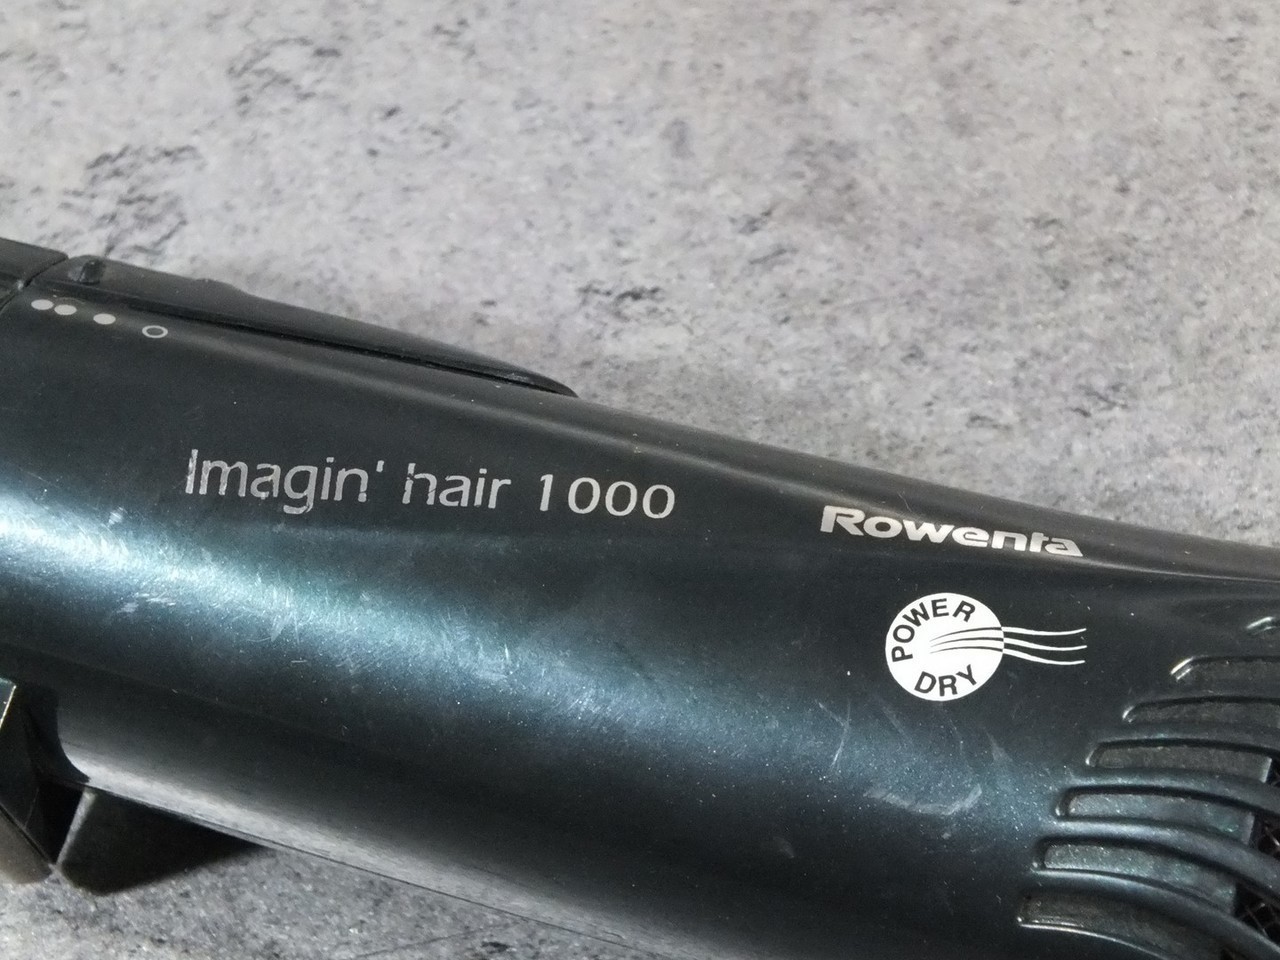 Imagin' hair 1000
Rowenta
POWER
DRY